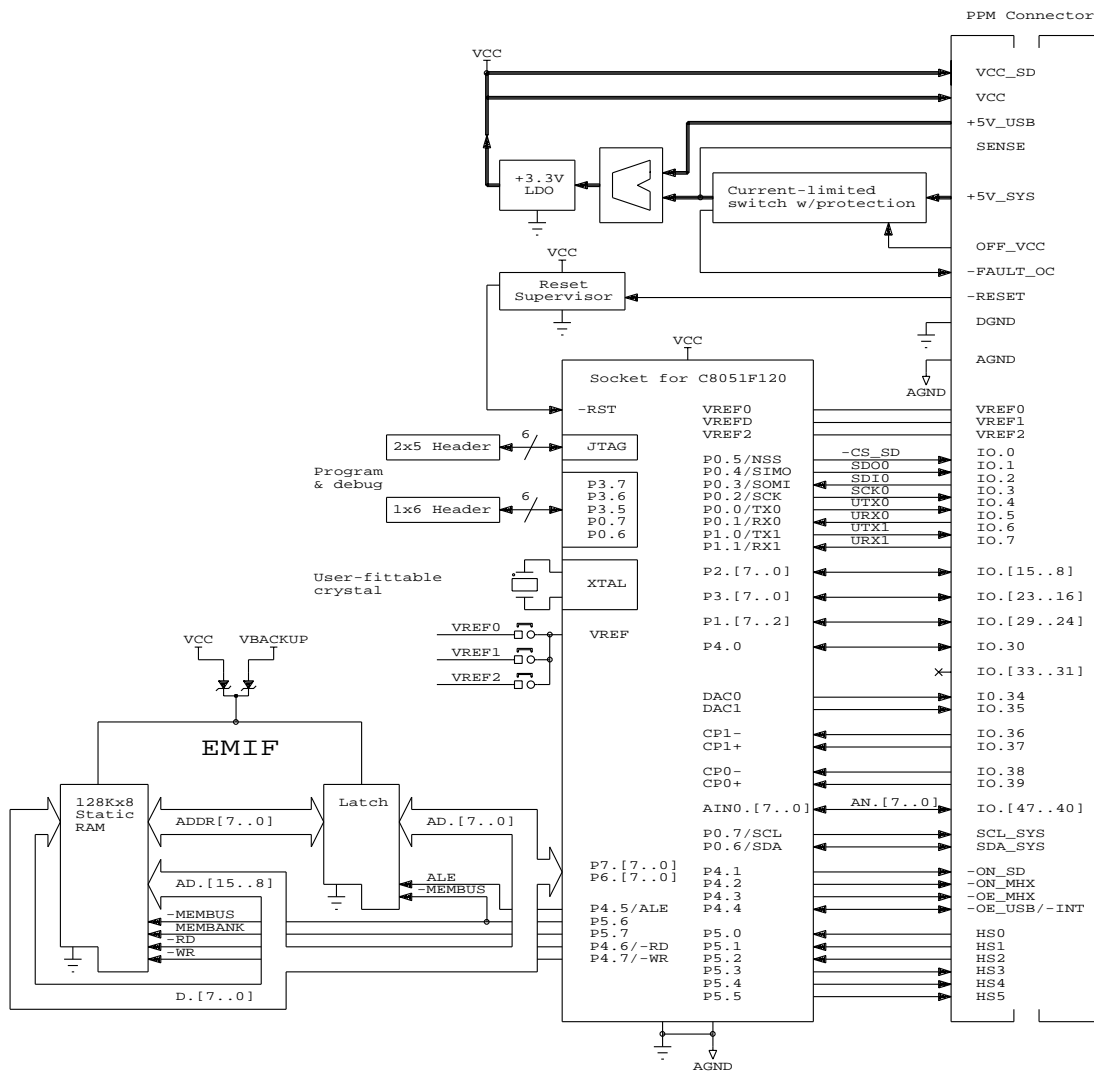 PPM Connector
VCC
VCC_SD
VCC
+5V_USB
SENSE
+3.3V
LDO
Current-limited
switch w/protection
+5V_SYS
OFF_VCC
-FAULT_OC
VCC
Reset
Supervisor
-RESET
DGND
VCC
AGND
AGND
Socket for C8051F120
-RST
VREF0
VREF0
VREFD
VREF1
VREF2
VREF2
2x5 Header
6
JTAG
P0.5/NSS
-CS_SD
IO.0
P0.4/SIMO
SDO0
IO.1
P0.3/SOMI
SDI0
IO.2
P0.2/SCK
SCK0
IO.3
P0.0/TX0
UTX0
IO.4
P0.1/RX0
URX0
IO.5
P1.0/TX1
UTX1
IO.6
P1.1/RX1
URX1
IO.7
Program
& debug
1x6 Header
6
P3.7
P3.6
P3.5
P0.7
P0.6
User-fittable
crystal
XTAL
P2.[7..0]
IO.[15..8]
P3.[7..0]
IO.[23..16]
P1.[7..2]
IO.[29..24]
P4.0
IO.30
IO.[33..31]
VREF0
VREF1
VREF2
VREF
VCC
VBACKUP
EMIF
DAC0
I0.34
DAC1
IO.35
CP1-
IO.36
CP1+
IO.37
CP0-
IO.38
CP0+
IO.39
AIN0.[7..0]
AN.[7..0]
IO.[47..40]
P0.7/SCL
SCL_SYS
P0.6/SDA
SDA_SYS
128Kx8
Static
RAM
ADDR[7..0]
Latch
AD.[7..0]
AD.[15..8]
ALE
-MEMBUS
P7.[7..0]
P6.[7..0]
P4.1
-ON_SD
P4.2
-ON_MHX
P4.3
-OE_MHX
P4.4
-OE_USB/-INT
-MEMBUS
MEMBANK
-RD
-WR
D.[7..0]
P4.5/ALE
P5.6
P5.7
P4.6/-RD
P4.7/-WR
P5.0
HS0
P5.1
HS1
P5.2
HS2
P5.3
HS3
P5.4
HS4
P5.5
HS5
AGND